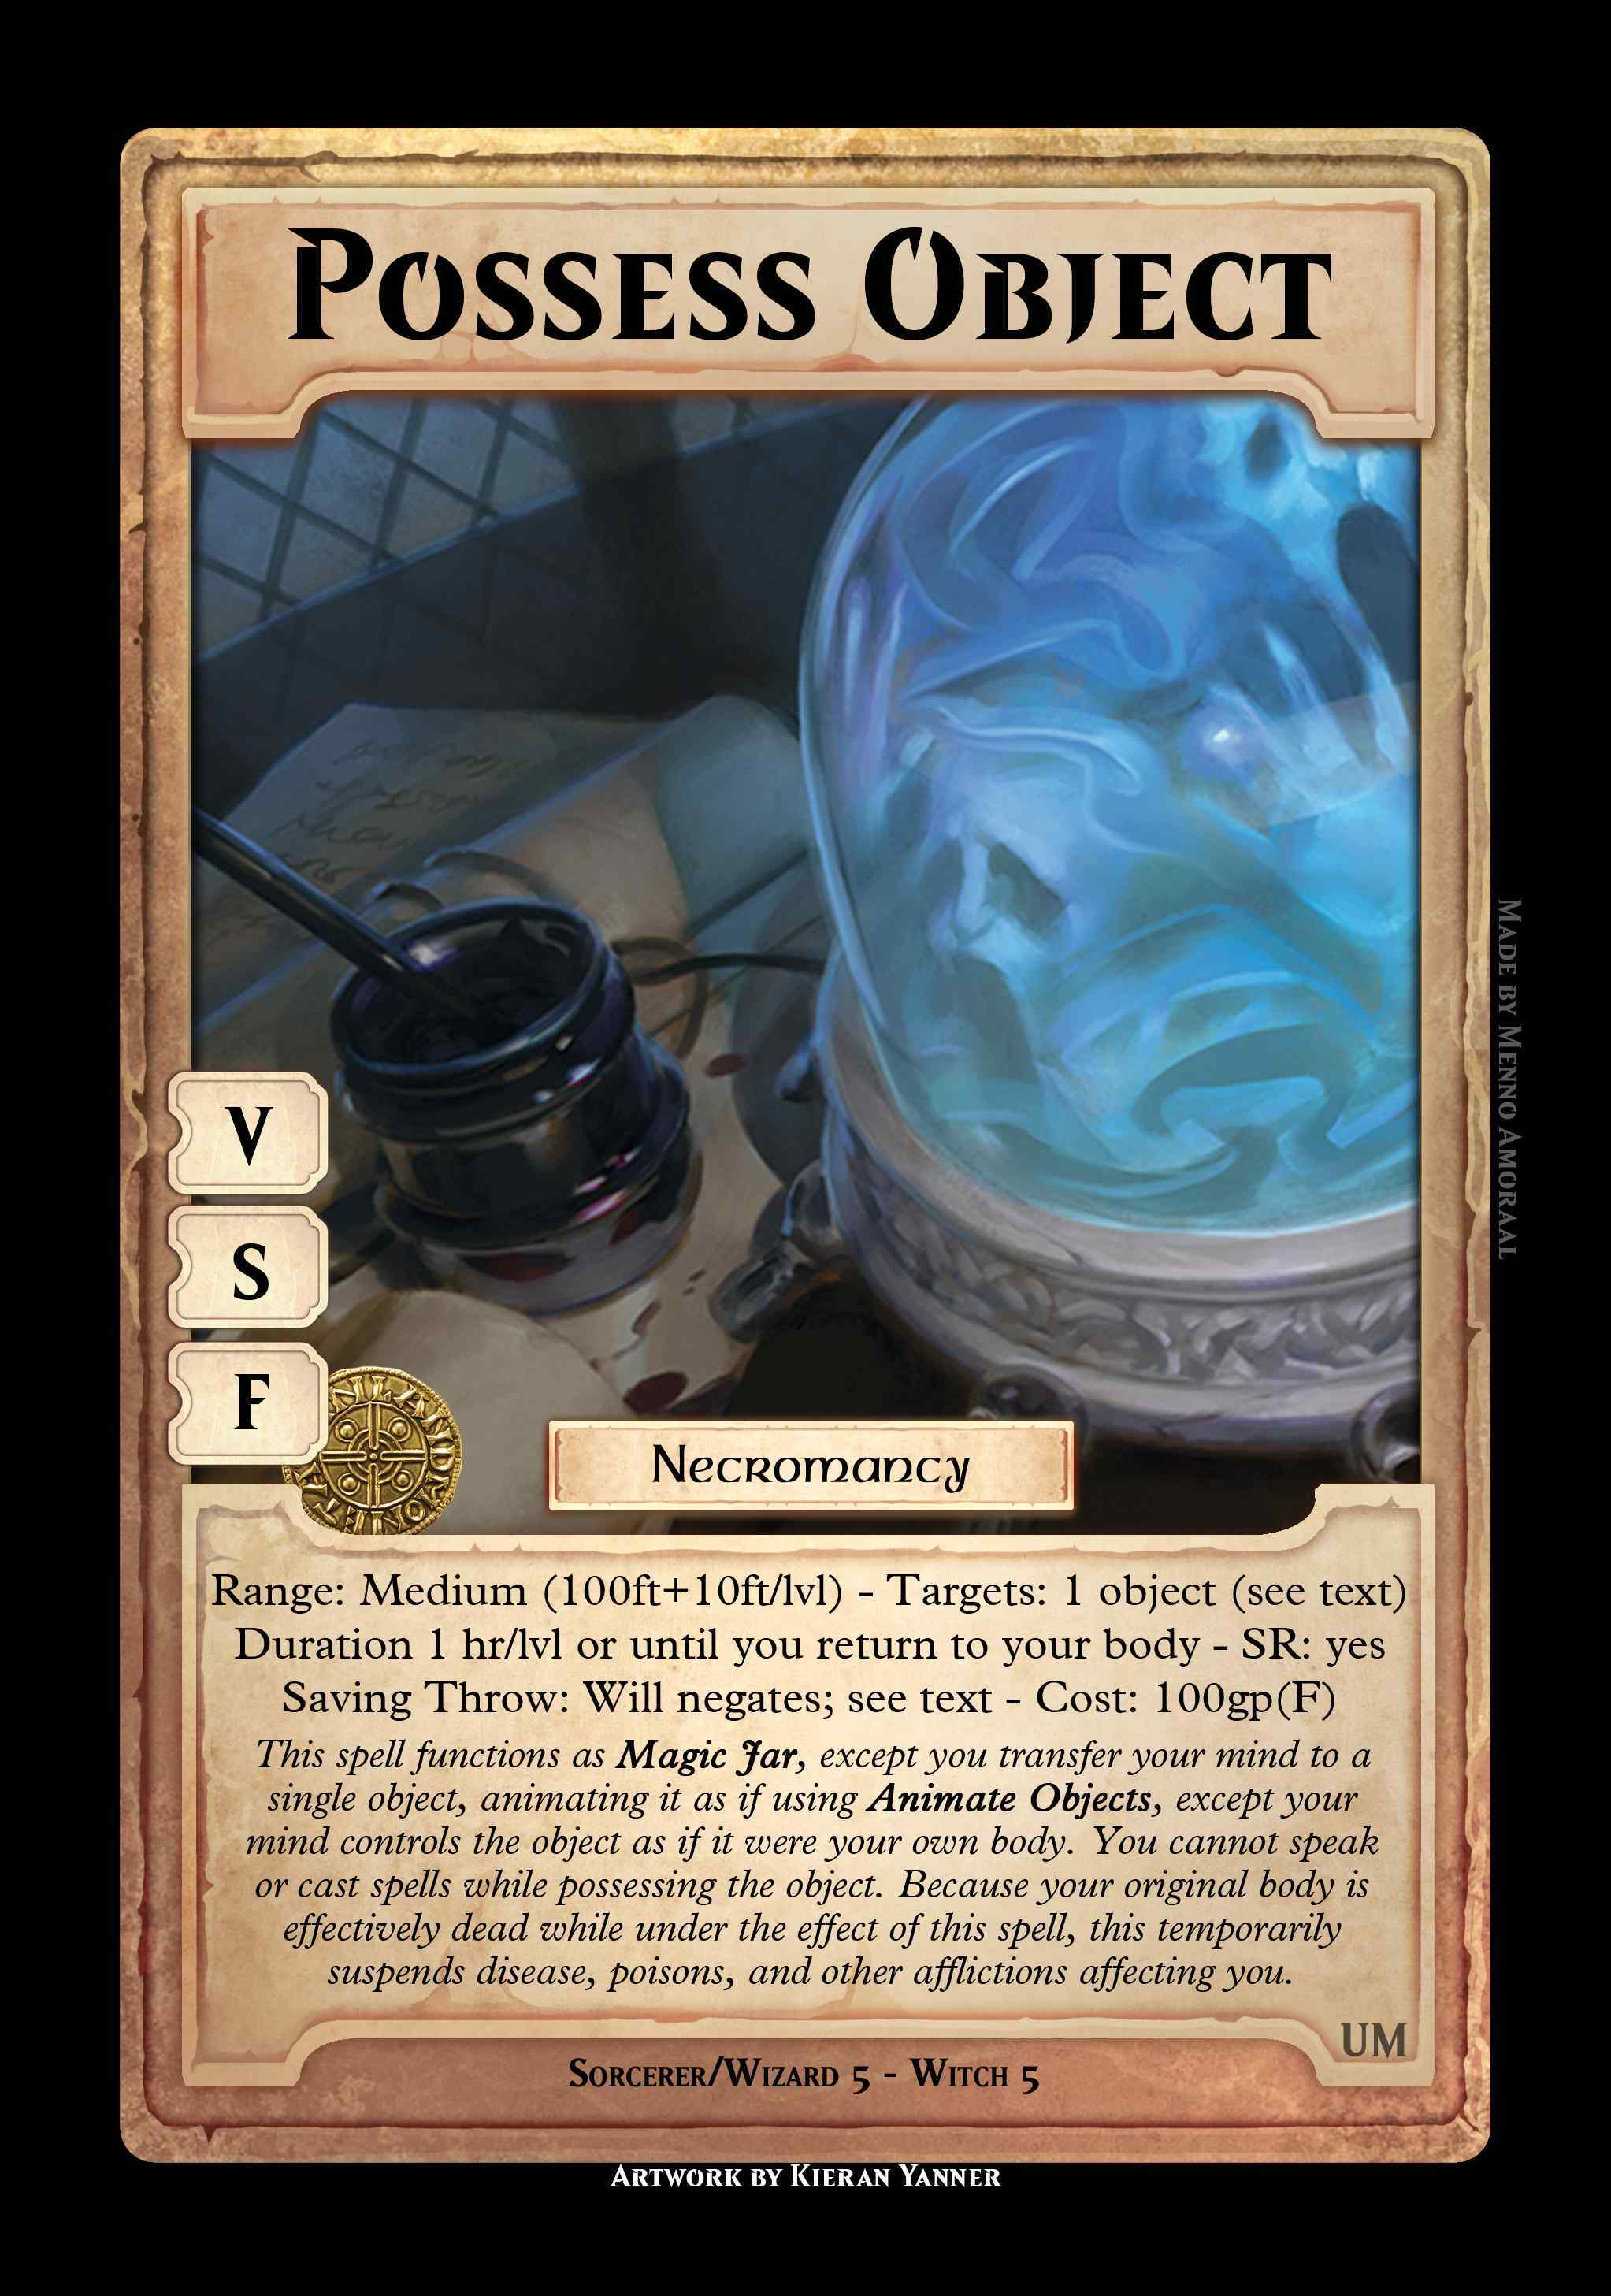 Possess Object
V
S
F
Necromancy
Range: Medium (100ft+10ft/lvl) - Targets: 1 object (see text)
Duration 1 hr/lvl or until you return to your body - SR: yes
Saving Throw: Will negates; see text - Cost: 100gp(F)
This spell functions as Magic Jar, except you transfer your mind to a
single object, animating it as if using Animate Objects, except your
mind controls the object as if it were your own body. You cannot speak
or cast spells while possessing the object. Because your original body is
effectively dead while under the effect of this spell, this temporarily
suspends disease, poisons, and other afflictions affecting you.
UM
Sorcerer/Wizard 5 - Witch 5
Artwork by Kieran Yanner
Made by Menno Amoraal